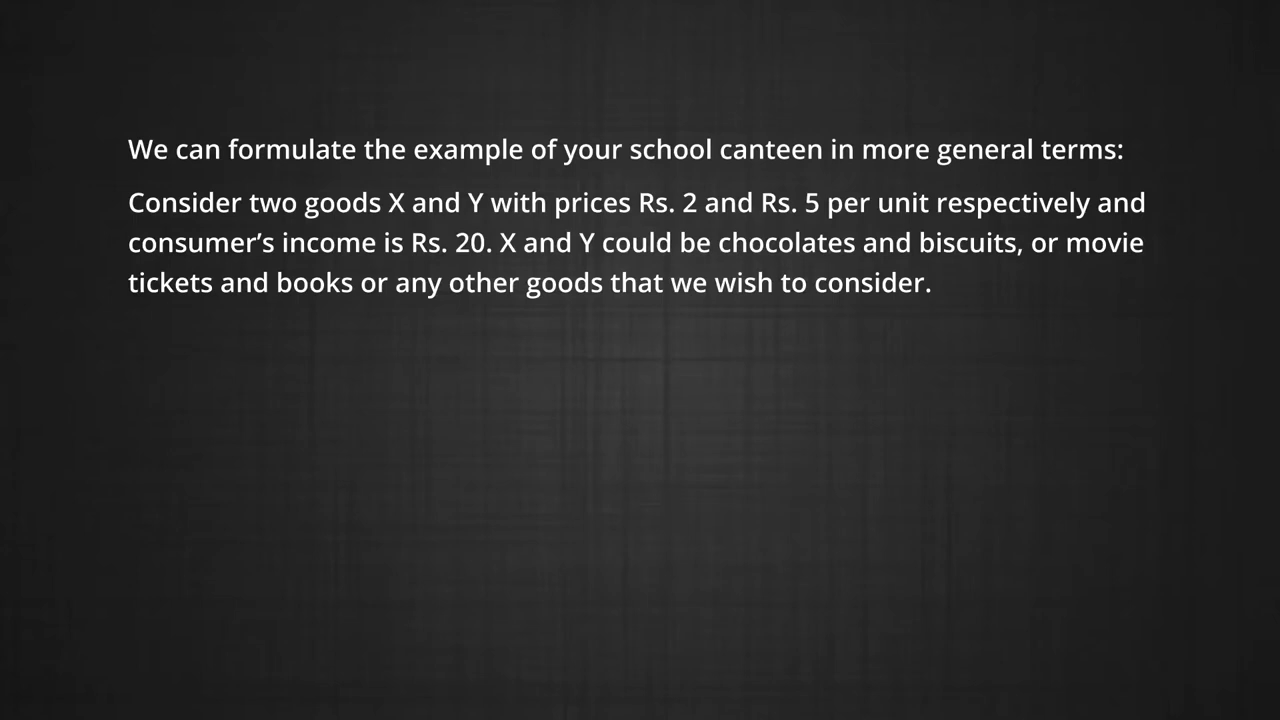 We can formulate the example of your school canteen in more general terms:
Consider two goods X and Y with prices Rs. 2 and Rs. 5 per unit respectively and
consumer’s income is Rs. 20. X and Y could be chocolates and biscuits, or movie
tickets and books or any other goods that we wish to consider.